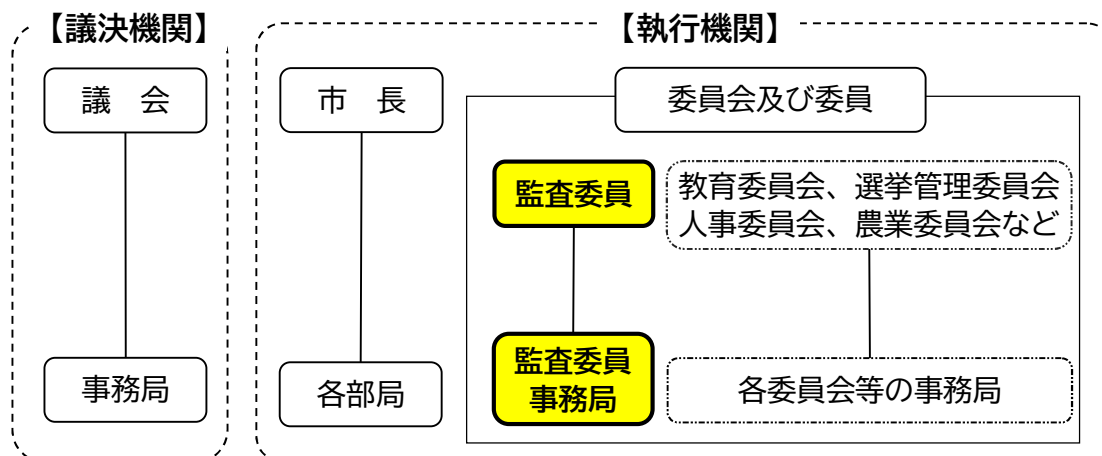 【議決機関】
【執行機関】
議　会
市　長
委員会及び委員
監査委員
教育委員会、選挙管理委員会
人事委員会、農業委員会など
事務局
各部局
監査委員
事務局
各委員会等の事務局